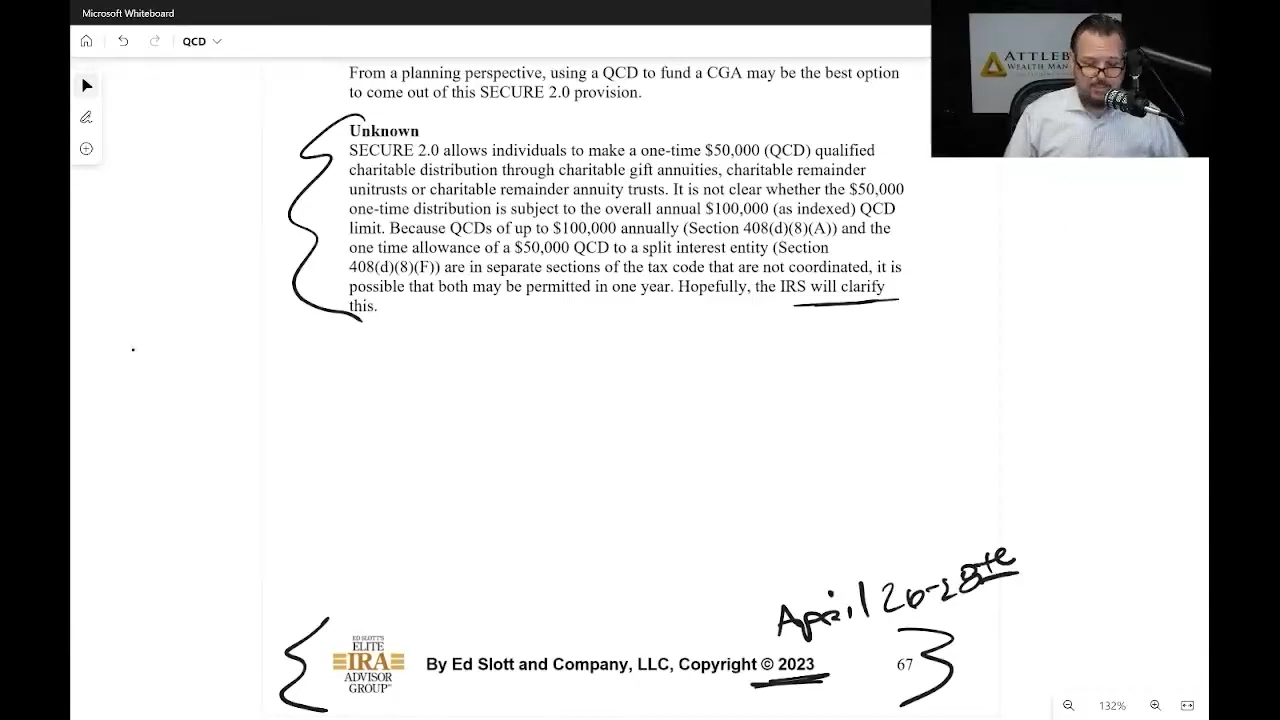 Microsoft Whiteboard
QCD
ATTLEB
WEALTH MAN
From a planning perspective, using a QCD to fund a CGA may be the best option
to come out of this SECURE 2.0 provision.
Unknown
SECURE 2.0 allows individuals to make a one-time $50,000 (QCD) qualified
charitable distribution through charitable gift annuities, charitable remainder
unitrusts or charitable remainder annuity trusts. It is not clear whether the $50,000
one-time distribution is subject to the overall annual $100,000 (as indexed) QCD
limit. Because QCDs of up to $100,000 annually (Section 408(d)(8)(A)) and the
one time allowance of a $50,000 QCD to a split interest entity (Section
408(d)(8)(F)) are in separate sections of the tax code that are not coordinated, it is
possible that both may be permitted in one year. Hopefully, the IRS will clarify
this.
April 26-28th
ED SLOTT'S
ELITE
IRA
ADVISOR
GROUP
By Ed Slott and Company, LLC, Copyright © 2023
67
132%